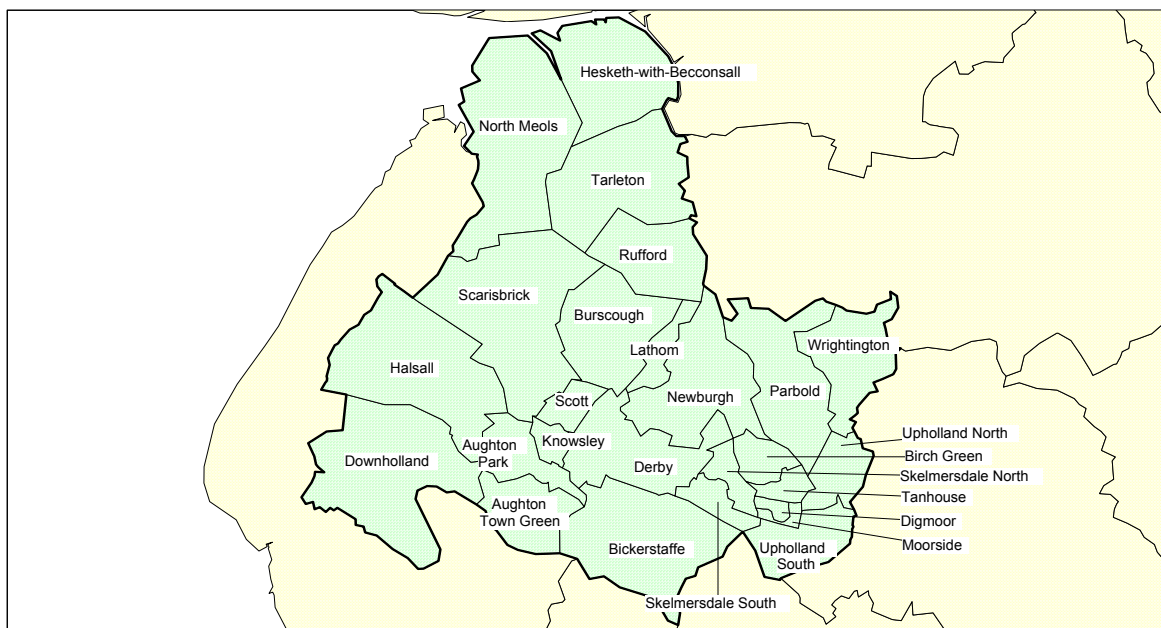 Hesketh-with-Becconsall
North Meols
Tarleton
Rufford
Scarisbrick
Burscough
Wrightington
Lathom
Halsall
Parbold
Newburgh
Scott
Upholland North
Knowsley
Aughton
Park
Birch Green
Downholland
Derby
Skelmersdale North
Tanhouse
Aughton
Town Green
Digmoor
Moorside
Bickerstaffe
Upholland
South
Skelmersdale South